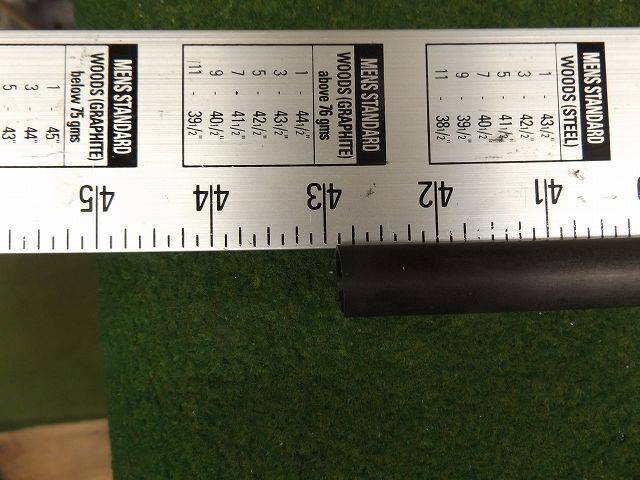 MENS STANDARD
WOODS (GRAPHITE)
below 75 gms
1 - 45"
3 - 44"
5 - 43"
MENS STANDARD
WOODS (GRAPHITE)
above 76 gms
1 - 44 1/2"
3 - 43 1/2"
5 - 42 1/2"
7 - 41 1/2"
9 - 40 1/2"
11 - 39 1/2"
MENS STANDARD
WOODS (STEEL)
1 - 43 1/2"
3 - 42 1/2"
5 - 41 1/2"
7 - 40 1/2"
9 - 39 1/2"
11 - 38 1/2"
45 44 43 42 41